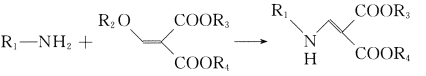 R₁—NH₂ + R₂O COOR₃ COOR₄ → R₁ N H COOR₃ COOR₄